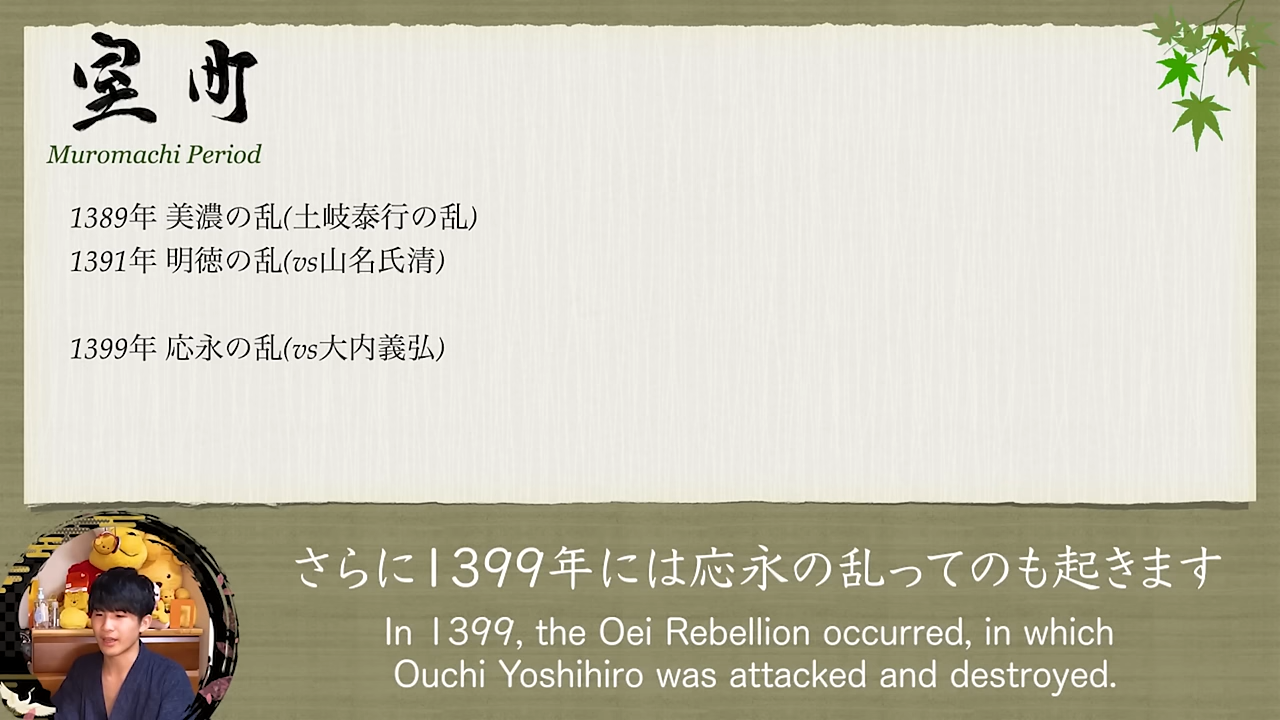 室町
Muromachi Period
1389年 美濃の乱(土岐泰行の乱)
1391年 明徳の乱(vs山名氏清)
1399年 応永の乱(vs大内義弘)
さらに1399年には応永の乱ってのも起きます
In 1399, the Oei Rebellion occurred, in which
Ouchi Yoshihiro was attacked and destroyed.